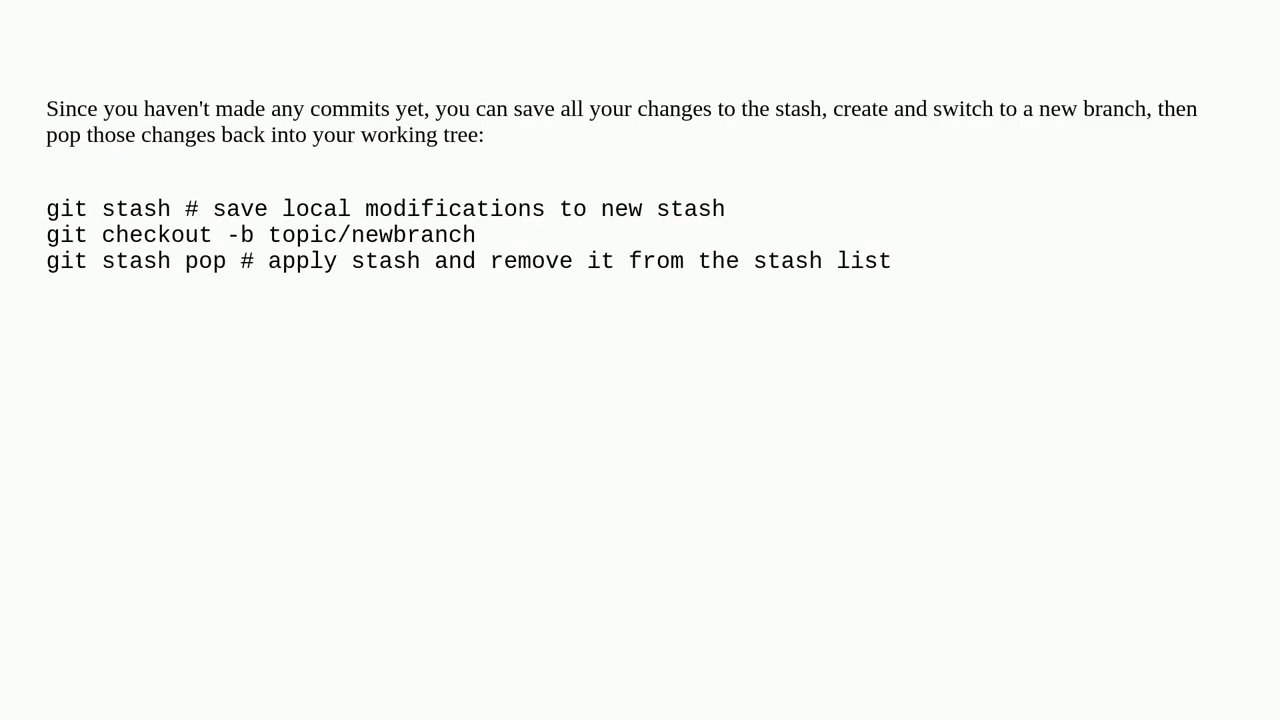 Since you haven't made any commits yet, you can save all your changes to the stash, create and switch to a new branch, then
pop those changes back into your working tree:
git stash # save local modifications to new stash
git checkout -b topic/newbranch
git stash pop # apply stash and remove it from the stash list